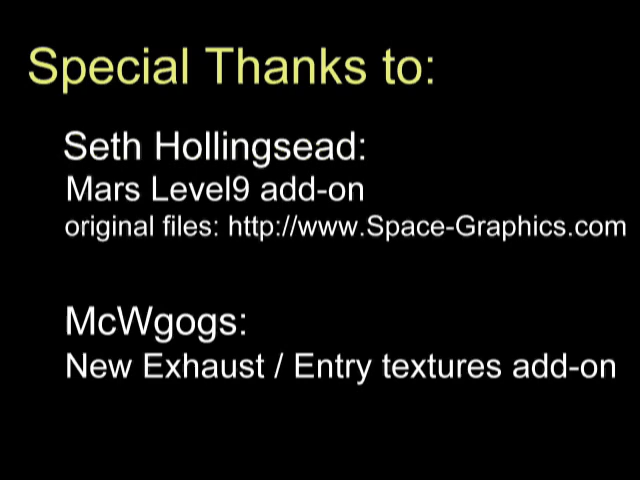 Special Thanks to:
Seth Hollingsead:
Mars Level9 add-on
original files: http://www.Space-Graphics.com
McWgogs:
New Exhaust / Entry textures add-on